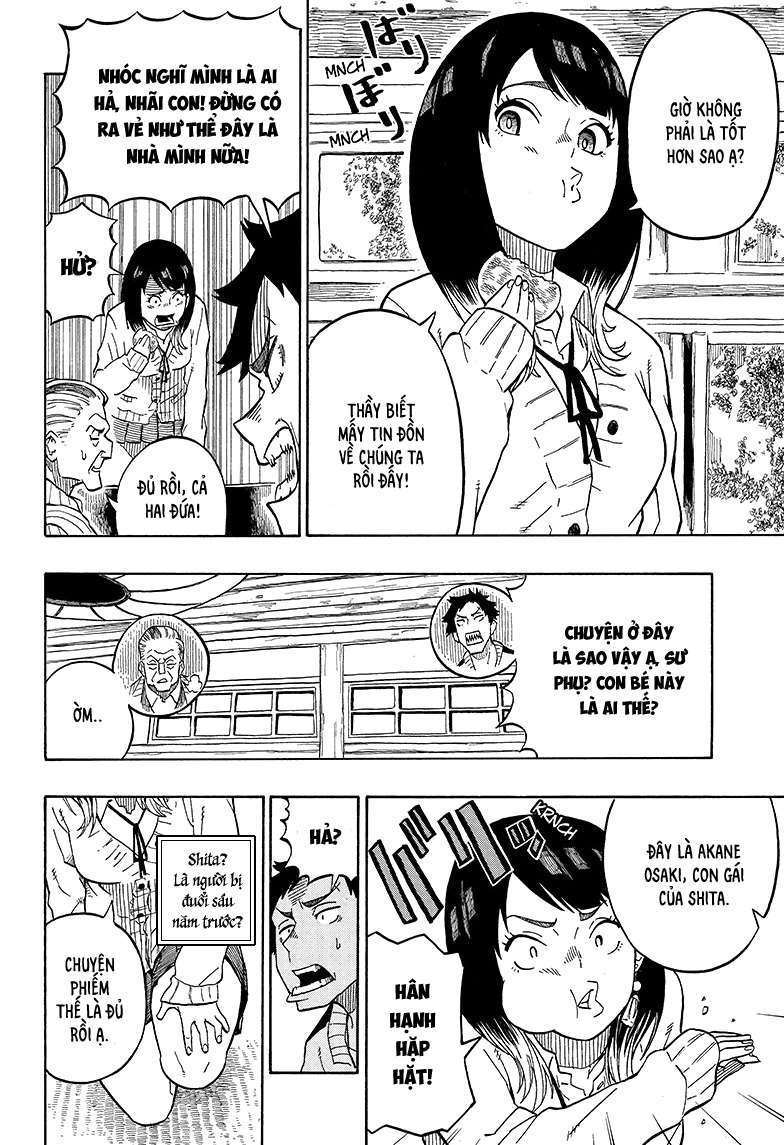 GIỜ KHÔNG
PHẢI LÀ TỐT
HƠN SAO Ạ?
ばり
ぼり
MNCH
MNCH
THẦY BIẾT
MẤY TIN ĐỒN
VỀ CHÚNG TA
RỒI ĐẤY!
NHÓC NGHĨ MÌNH LÀ AI
HẢ, NHÃI CON! ĐỪNG CÓ
RA VẺ NHƯ THỂ ĐÂY LÀ
NHÀ MÌNH NỮA!
HỬ?
ĐỦ RỒI, CẢ
HAI ĐỨA!
CHUYỆN Ở ĐÂY
LÀ SAO VẬY Ạ, SƯ
PHỤ? CON BÉ NÀY
LÀ AI THẾ?
ỜM..
ĐÂY LÀ AKANE
OSAKI, CON GÁI
CỦA SHITA.
KRNCH
バリバリ
HÂN
HẠNH
HẶP
HẶT!
HẢ?
Shita?
Là người bị
đuổi sáu
năm trước?
CHUYỆN
PHIẾM
THẾ LÀ ĐỦ
RỒI Ạ.